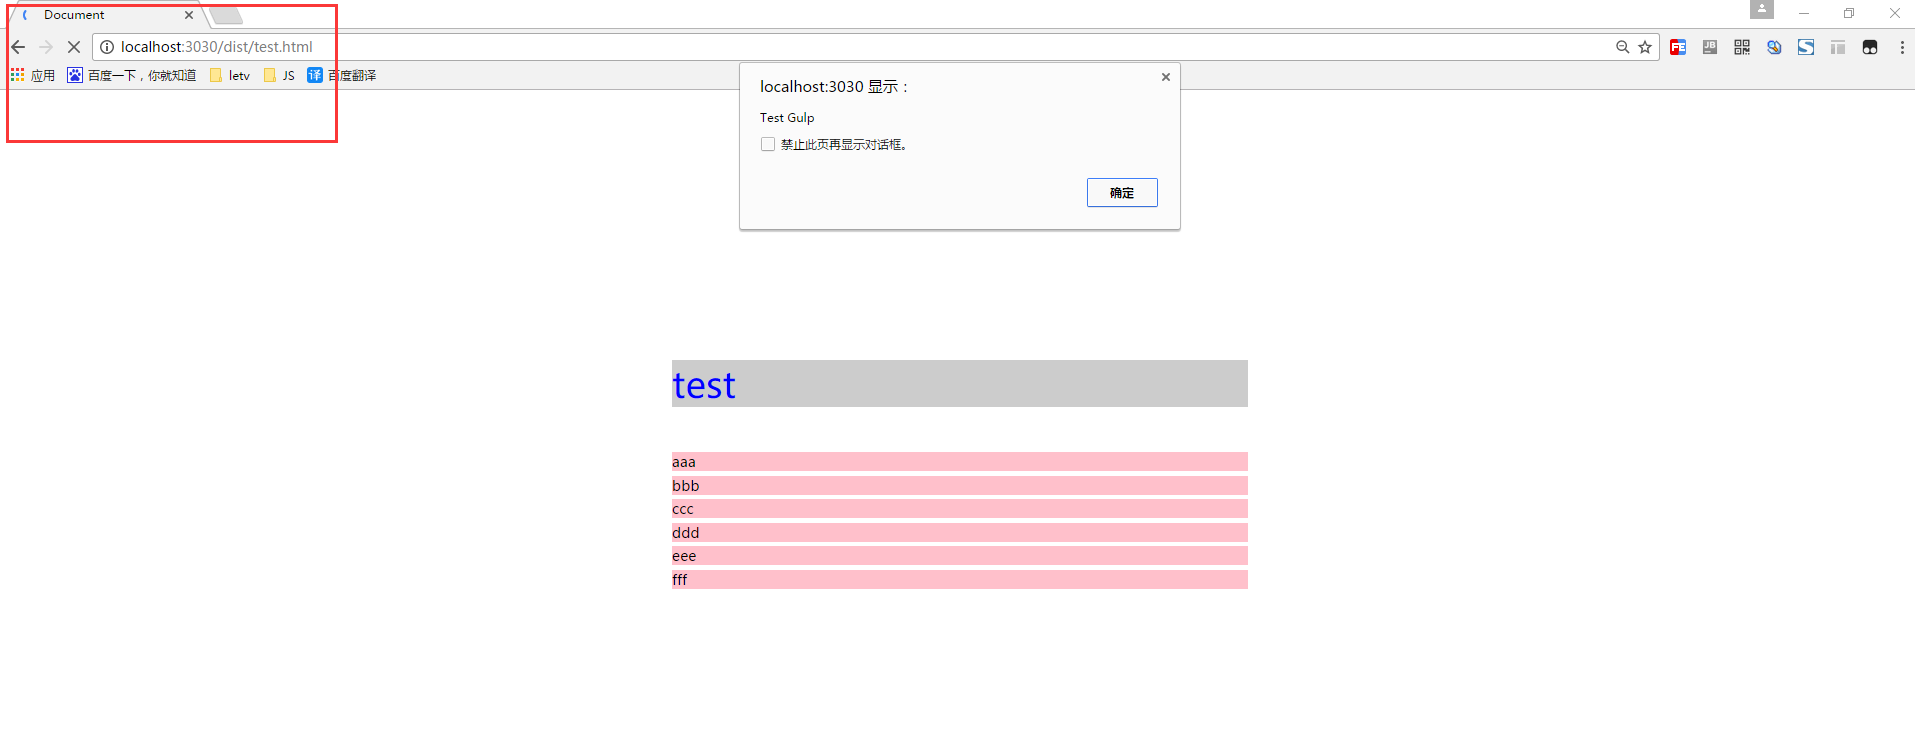 Document
localhost:3030/dist/test.html
应用 百度一下，你就知道 letv JS 译 百度翻译
localhost:3030 显示：
Test Gulp
禁止此页再显示对话框。
确定
test
aaa
bbb
ccc
ddd
eee
fff